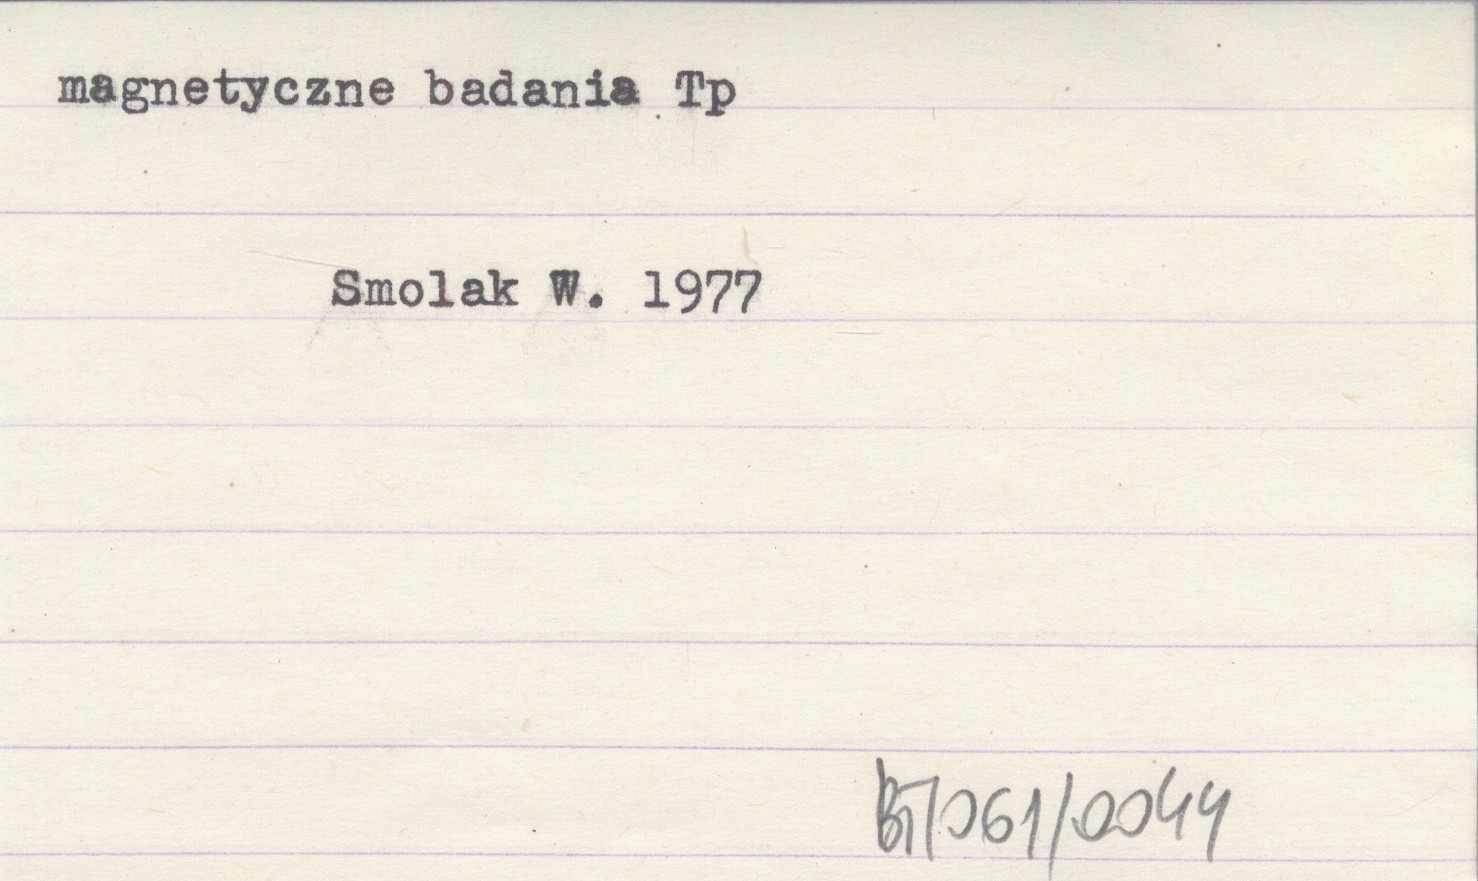 magnetyczne badania Tp
Smolak W. 1977
BT/061/0044